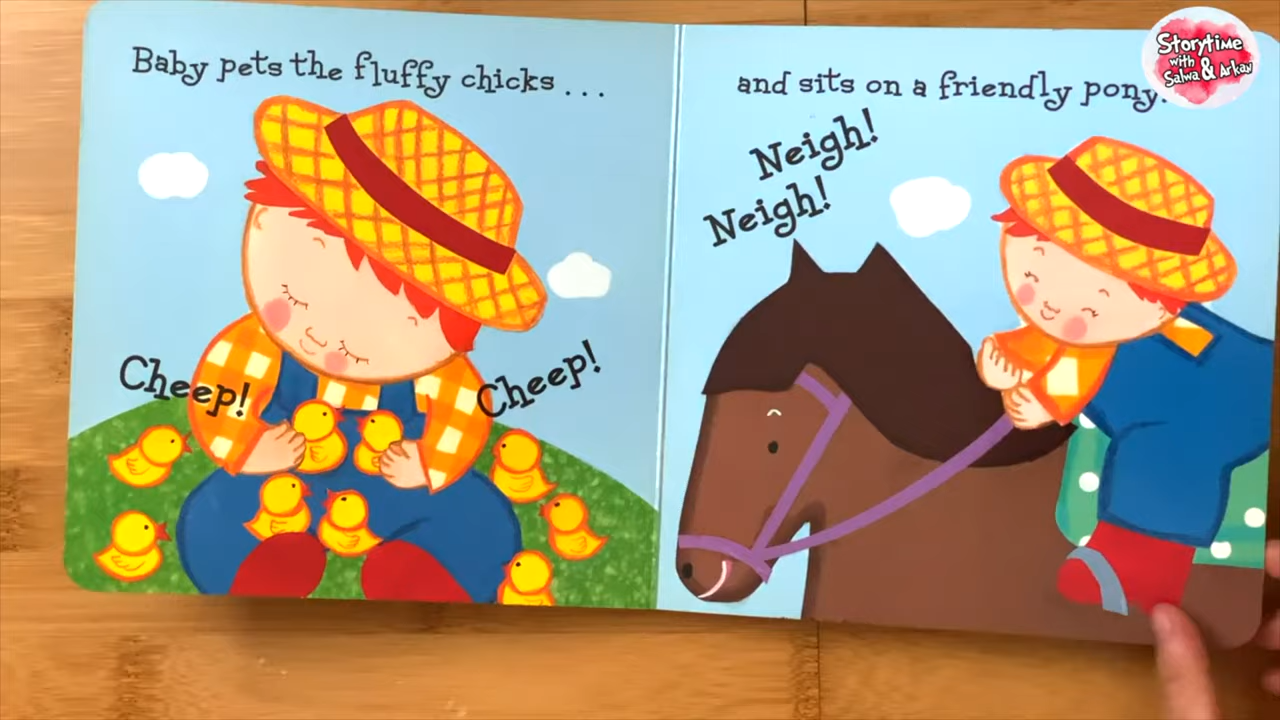 Baby pets the fluffy chicks . . .
Cheep!
Cheep!
and sits on a friendly pony.
Neigh!
Neigh!
Storytime
with
Salwa & Arkan